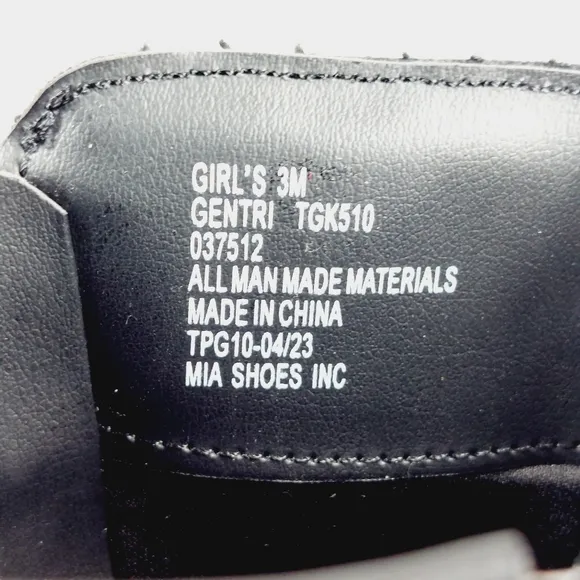 GIRL'S 3M
GENTRI TGK510
037512
ALL MAN MADE MATERIALS
MADE IN CHINA
TPG10-04/23
MIA SHOES INC